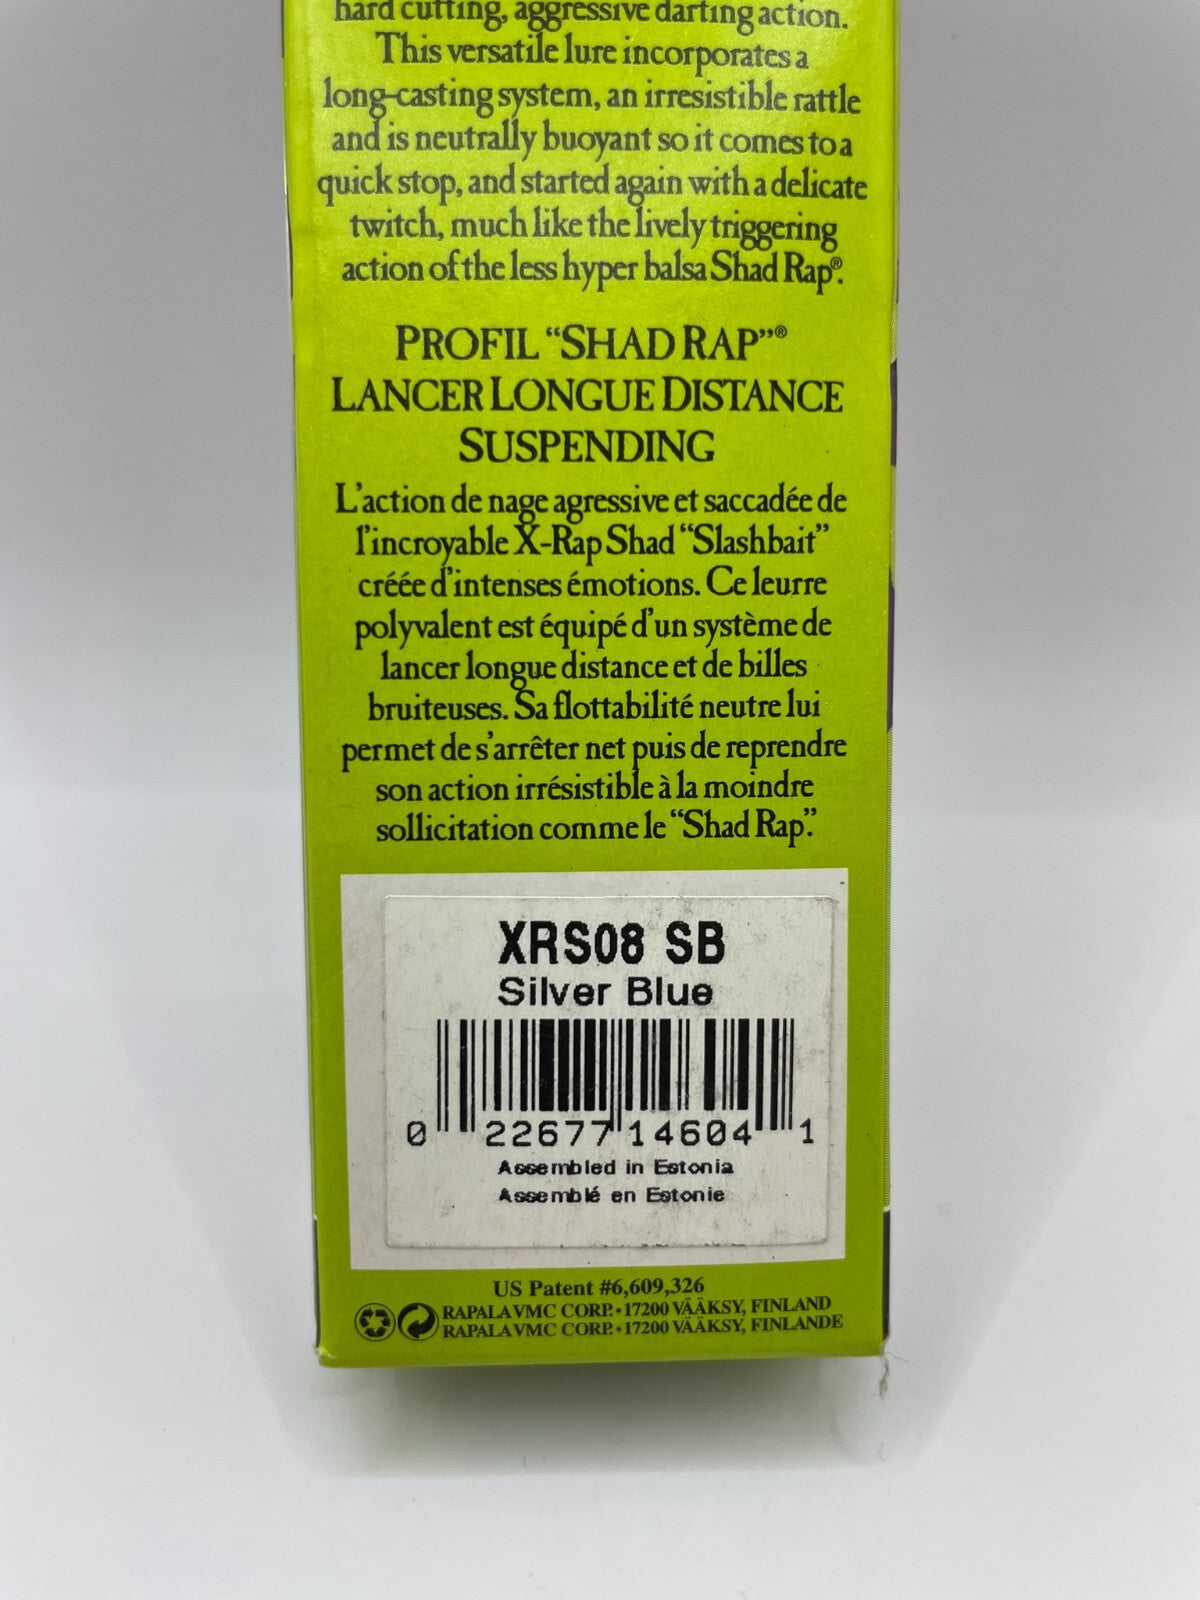 hard cutting, aggressive darting action.
This versatile lure incorporates a
long-casting system, an irresistible rattle
and is neutrally buoyant so it comes to a
quick stop, and started again with a delicate
twitch, much like the lively triggering
action of the less hyper balsa Shad Rap®.
PROFIL “SHAD RAP”®
LANCER LONGUE DISTANCE
SUSPENDING
L'action de nage agressive et saccadée de
l'incroyable X-Rap Shad “Slashbait”
créée d'intenses émotions. Ce leurre
polyvalent est équipé d'un système de
lancer longue distance et de billes
bruiteuses. Sa flottabilité neutre lui
permet de s'arrêter net puis de reprendre
son action irrésistible à la moindre
sollicitation comme le “Shad Rap”.
XRS08 SB
Silver Blue
0 22677 14604 1
Assembled in Estonia
Assemblé en Estonie
US Patent #6,609,326
RAPALA VMC CORP. • 17200 VÄÄKSY, FINLAND
RAPALA VMC CORP. • 17200 VÄÄKSY, FINLANDE